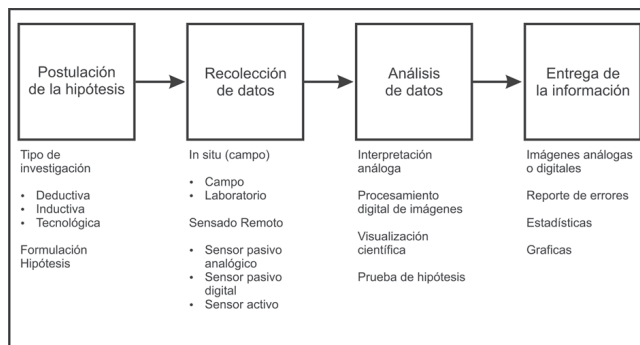 Postulación
de la hipótesis
Recolección
de datos
Análisis
de datos
Entrega de
la información
Tipo de
investigación
• Deductiva
• Inductiva
• Tecnológica
Formulación
Hipótesis
In situ (campo)
• Campo
• Laboratorio
Sensado Remoto
• Sensor pasivo
analógico
• Sensor pasivo
digital
• Sensor activo
Interpretación
análoga
Procesamiento
digital de imágenes
Visualización
científica
Prueba de hipótesis
Imágenes análogas
o digitales
Reporte de errores
Estadísticas
Graficas